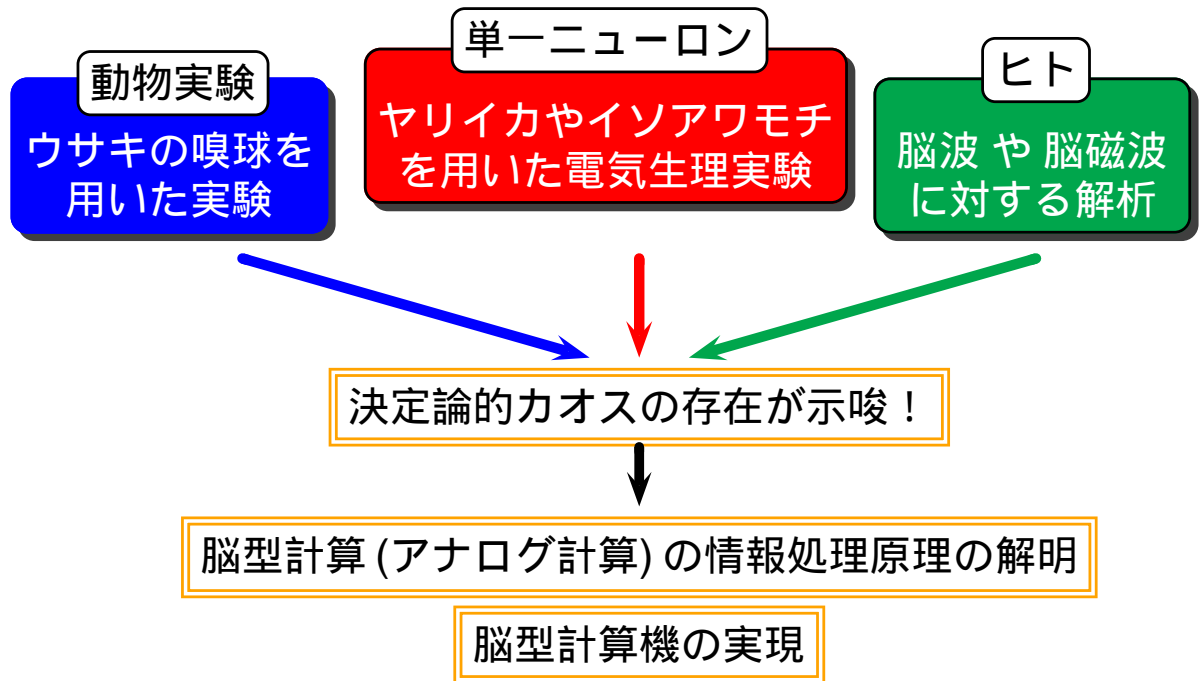 動物実験
ウサキの嗅球を
用いた実験
単一ニューロン
ヤリイカやイソアワモチ
を用いた電気生理実験
ヒト
脳波 や 脳磁波
に対する解析
決定論的カオスの存在が示唆！
脳型計算 (アナログ計算) の情報処理原理の解明
脳型計算機の実現